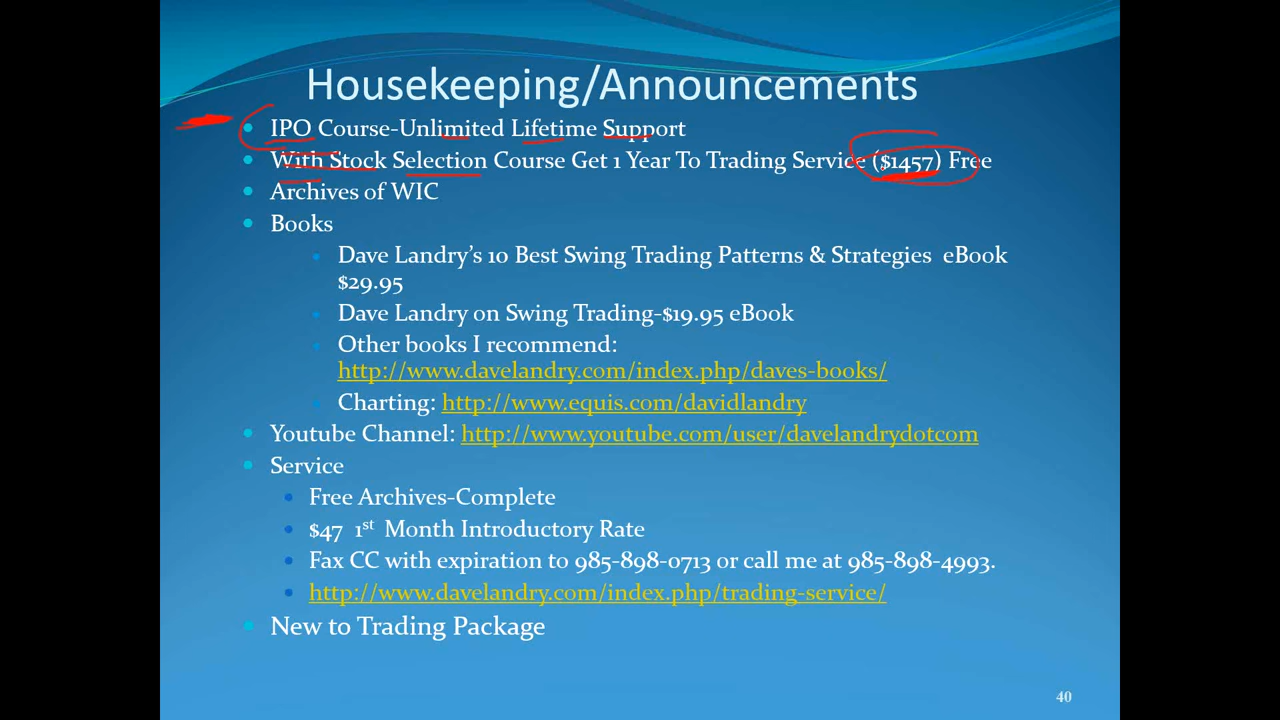 Housekeeping/Announcements
IPO Course-Unlimited Lifetime Support
With Stock Selection Course Get 1 Year To Trading Service ($1457) Free
Archives of WIC
Books
Dave Landry's 10 Best Swing Trading Patterns & Strategies eBook
$29.95
Dave Landry on Swing Trading-$19.95 eBook
Other books I recommend:
http://www.davelandry.com/index.php/daves-books/
Charting: http://www.equis.com/davidlandry
Youtube Channel: http://www.youtube.com/user/davelandrydotcom
Service
Free Archives-Complete
$47 1st Month Introductory Rate
Fax CC with expiration to 985-898-0713 or call me at 985-898-4993.
http://www.davelandry.com/index.php/trading-service/
New to Trading Package
40